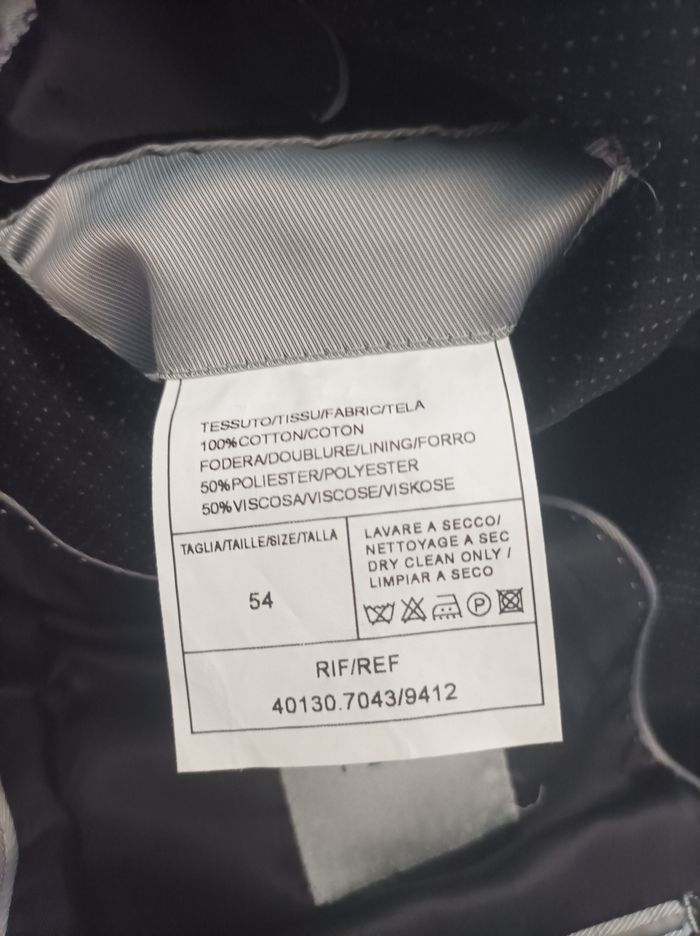 TESSUTO/TISSU/FABRIC/TELA
100%COTTON/COTON
FODERA/DOUBLURE/LINING/FORRO
50%POLIESTER/POLYESTER
50%VISCOSA/VISCOSE/VISKOSE
TAGLIA/TAILLE/SIZE/TALLA
54
LAVARE A SECCO/
NETTOYAGE A SEC
DRY CLEAN ONLY /
LIMPIAR A SECO
P
RIF/REF
40130.7043/9412